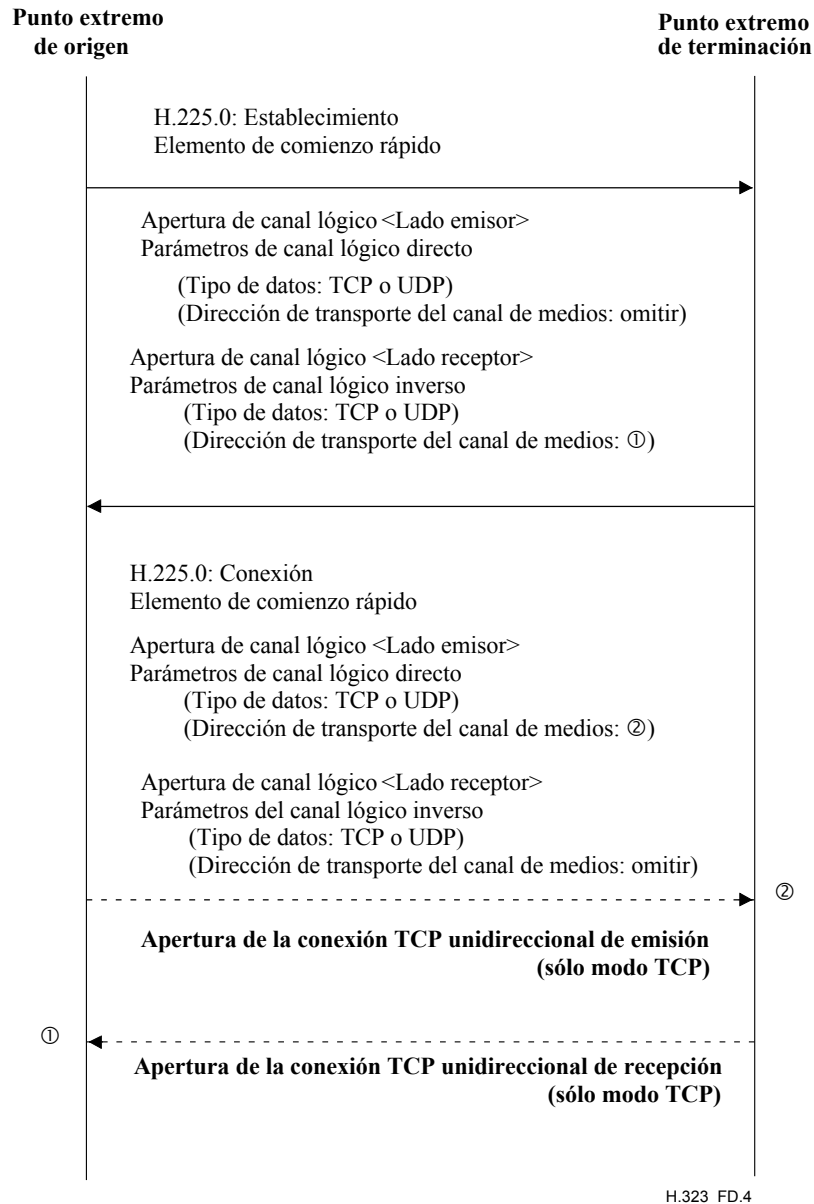 Punto extremo
de origen
Punto extremo
de terminación
H.225.0: Establecimiento
Elemento de comienzo rápido
Apertura de canal lógico <Lado emisor>
Parámetros de canal lógico directo
(Tipo de datos: TCP o UDP)
(Dirección de transporte del canal de medios: omitir)
Apertura de canal lógico <Lado receptor>
Parámetros de canal lógico inverso
(Tipo de datos: TCP o UDP)
(Dirección de transporte del canal de medios: ①)
H.225.0: Conexión
Elemento de comienzo rápido
Apertura de canal lógico <Lado emisor>
Parámetros de canal lógico directo
(Tipo de datos: TCP o UDP)
(Dirección de transporte del canal de medios: ②)
Apertura de canal lógico <Lado receptor>
Parámetros del canal lógico inverso
(Tipo de datos: TCP o UDP)
(Dirección de transporte del canal de medios: omitir)
②
Apertura de la conexión TCP unidireccional de emisión
(sólo modo TCP)
①
Apertura de la conexión TCP unidireccional de recepción
(sólo modo TCP)
H.323_FD.4